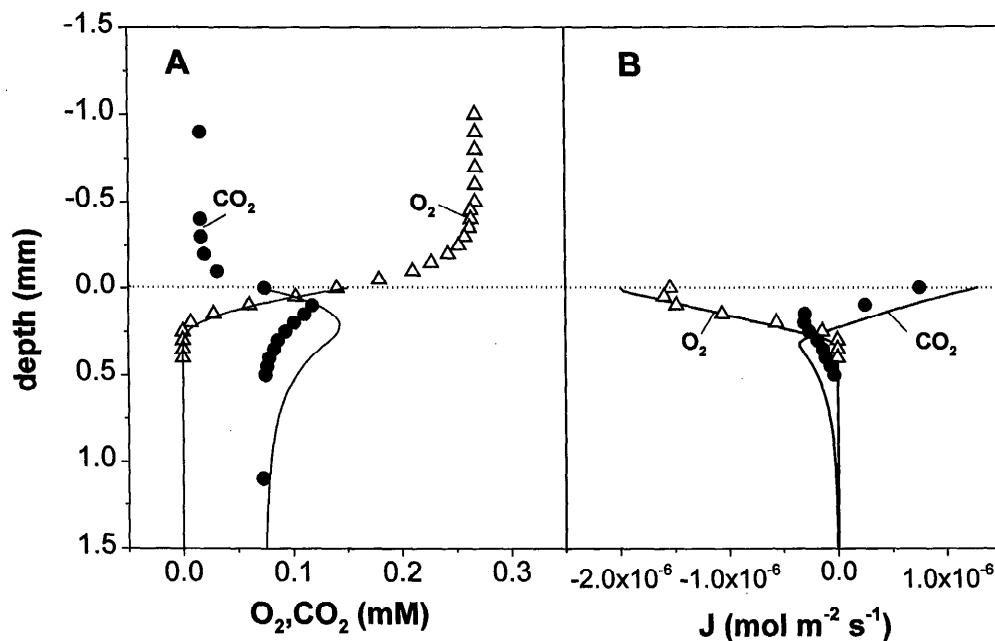 A
B
-1.5
-1.0
-0.5
0.0
0.5
1.0
1.5
depth (mm)
CO₂
O₂
O₂
CO₂
0.0 0.1 0.2 0.3
-2.0x10⁻⁶ -1.0x10⁻⁶ 0.0 1.0x10⁻⁶
O₂,CO₂ (mM)
J (mol m⁻² s⁻¹)